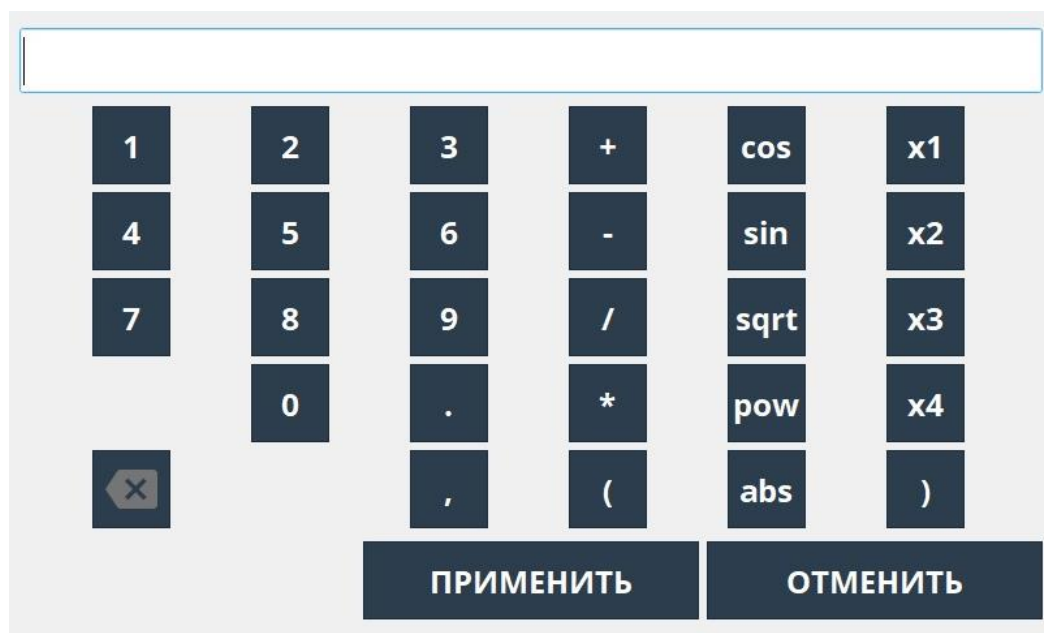 1 2 3 + cos x1
4 5 6 - sin x2
7 8 9 / sqrt x3
0 . * pow x4
, ( abs )
ПРИМЕНИТЬ ОТМЕНИТЬ